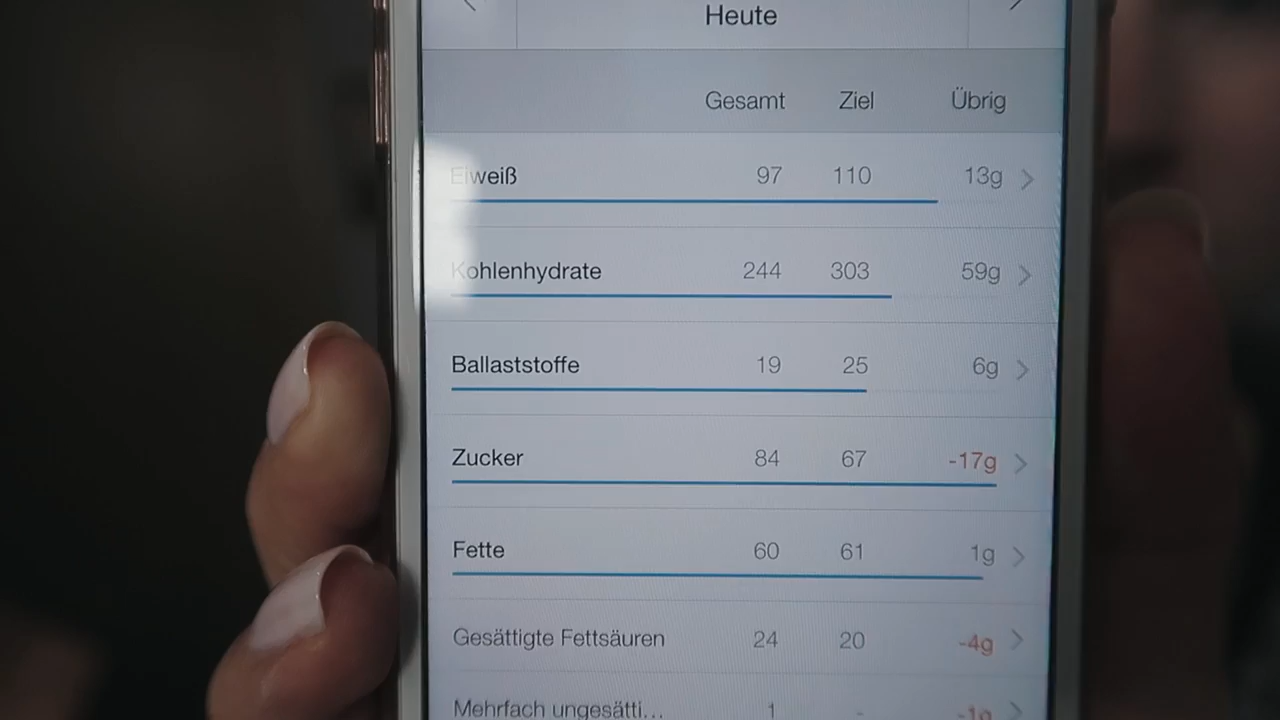 Heute
Gesamt Ziel Übrig
Eiweiß 97 110 13g
Kohlenhydrate 244 303 59g
Ballaststoffe 19 25 6g
Zucker 84 67 -17g
Fette 60 61 1g
Gesättigte Fettsäuren 24 20 -4g
Mehrfach ungesätti... 1 - -1g